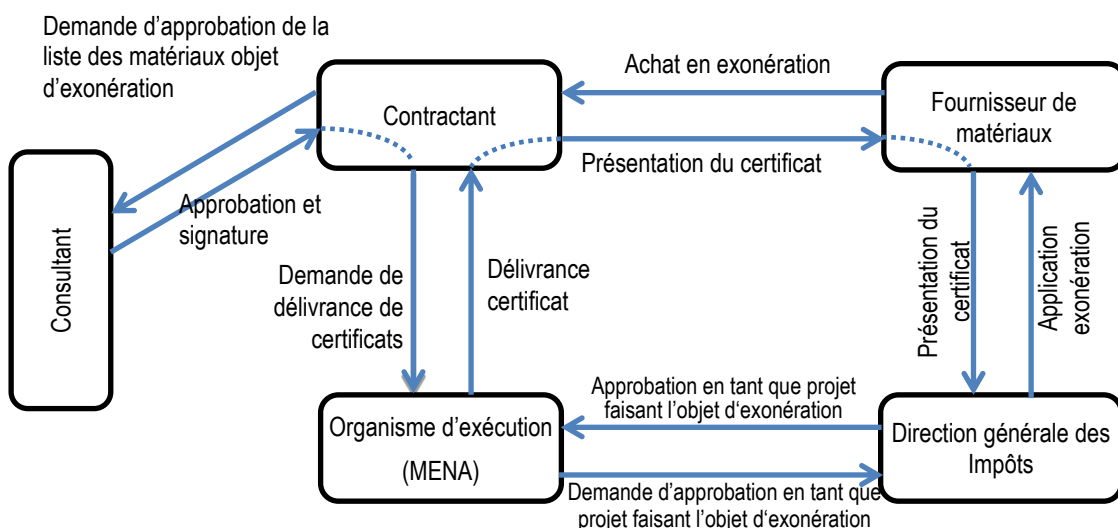 Demande d’approbation de la
liste des matériaux objet
d’exonération
Achat en exonération
Contractant
Fournisseur de
matériaux
Présentation du certificat
Approbation et
signature
Consultant
Demande de
délivrance de
certificats
Délivrance
certificat
Présentation du
certificat
Application
exonération
Approbation en tant que projet
faisant l’objet d‘exonération
Organisme d’exécution
(MENA)
Direction générale des
Impôts
Demande d’approbation en tant que
projet faisant l’objet d‘exonération